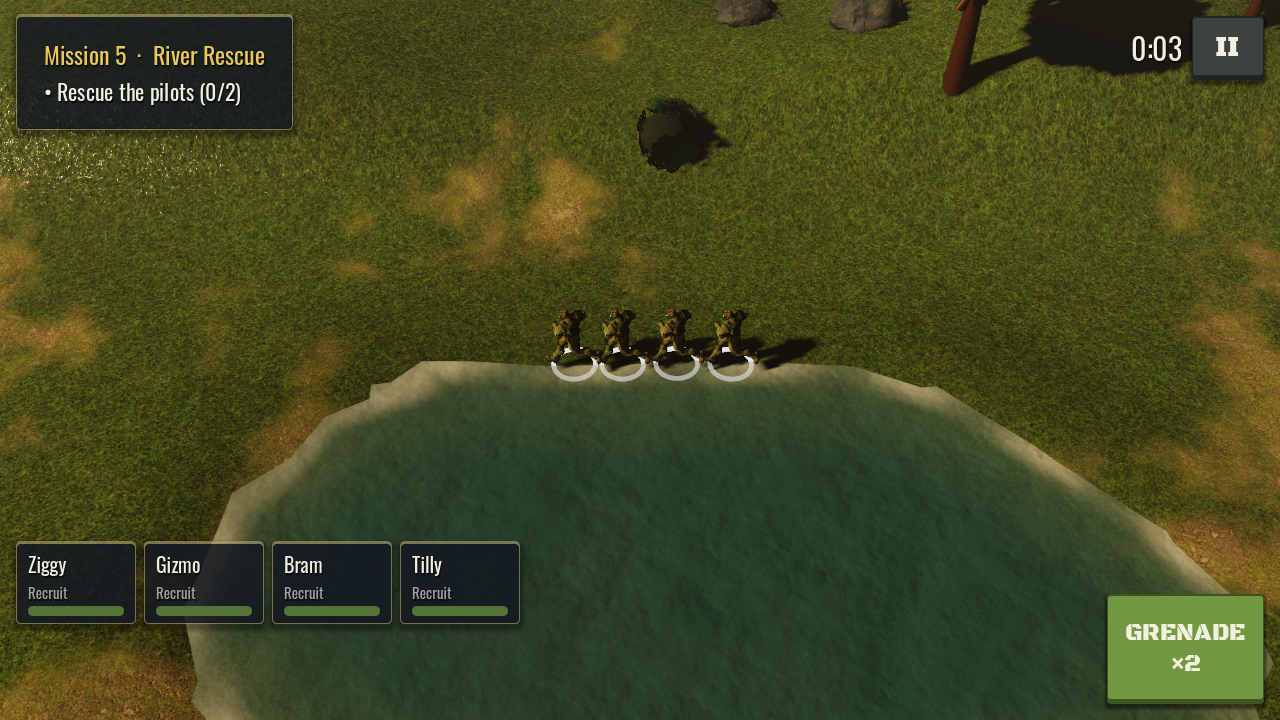 Mission 5 · River Rescue
• Rescue the pilots (0/2)
0:03
Ziggy
Recruit
Gizmo
Recruit
Bram
Recruit
Tilly
Recruit
GRENADE
×2